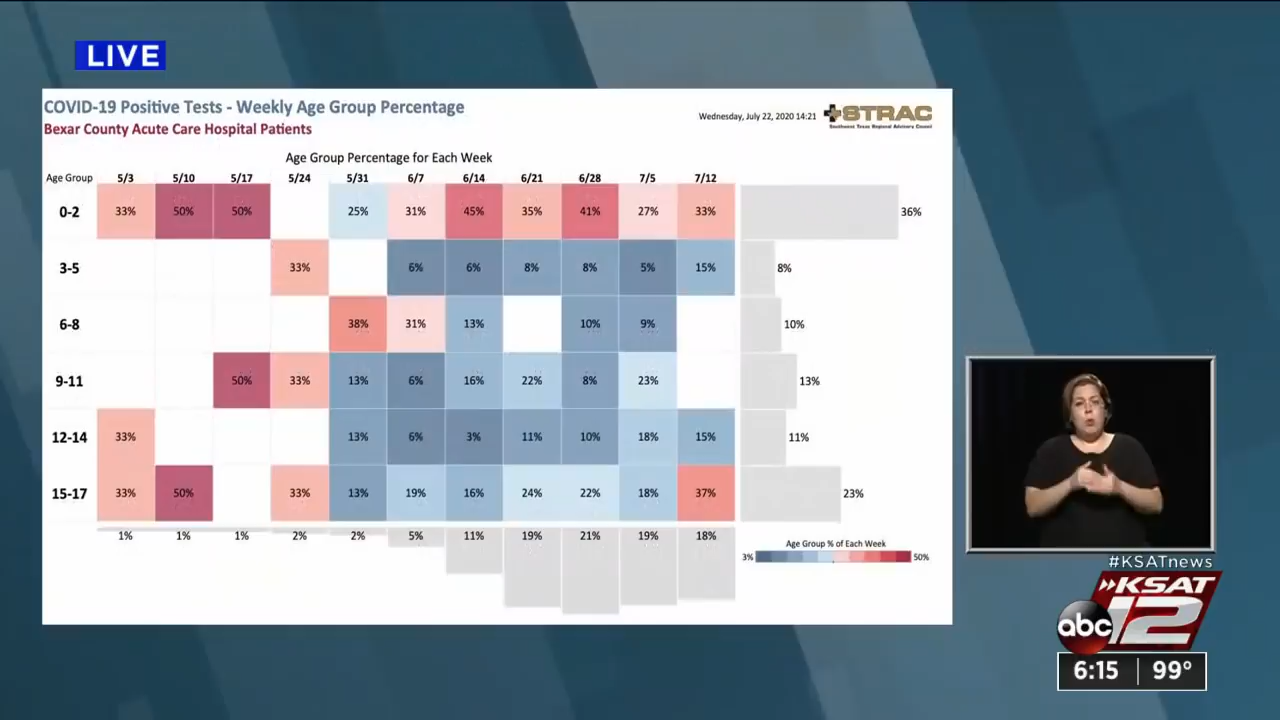 LIVE
COVID-19 Positive Tests - Weekly Age Group Percentage
Bexar County Acute Care Hospital Patients
Wednesday, July 22, 2020 14:21
STRAC
Southwest Texas Regional Advisory Council
Age Group Percentage for Each Week
Age Group 5/3 5/10 5/17 5/24 5/31 6/7 6/14 6/21 6/28 7/5 7/12
0-2 33% 50% 50% 25% 31% 45% 35% 41% 27% 33% 36%
3-5 33% 6% 6% 8% 8% 5% 15% 8%
6-8 38% 31% 13% 10% 9% 10%
9-11 50% 33% 13% 6% 16% 22% 8% 23% 13%
12-14 33% 13% 6% 3% 11% 10% 18% 15% 11%
15-17 33% 50% 33% 13% 19% 16% 24% 22% 18% 37% 23%
1% 1% 1% 2% 2% 5% 11% 19% 21% 19% 18%
Age Group % of Each Week
3% 50%
#KSATnews
KSAT
abc 12
6:15 99°